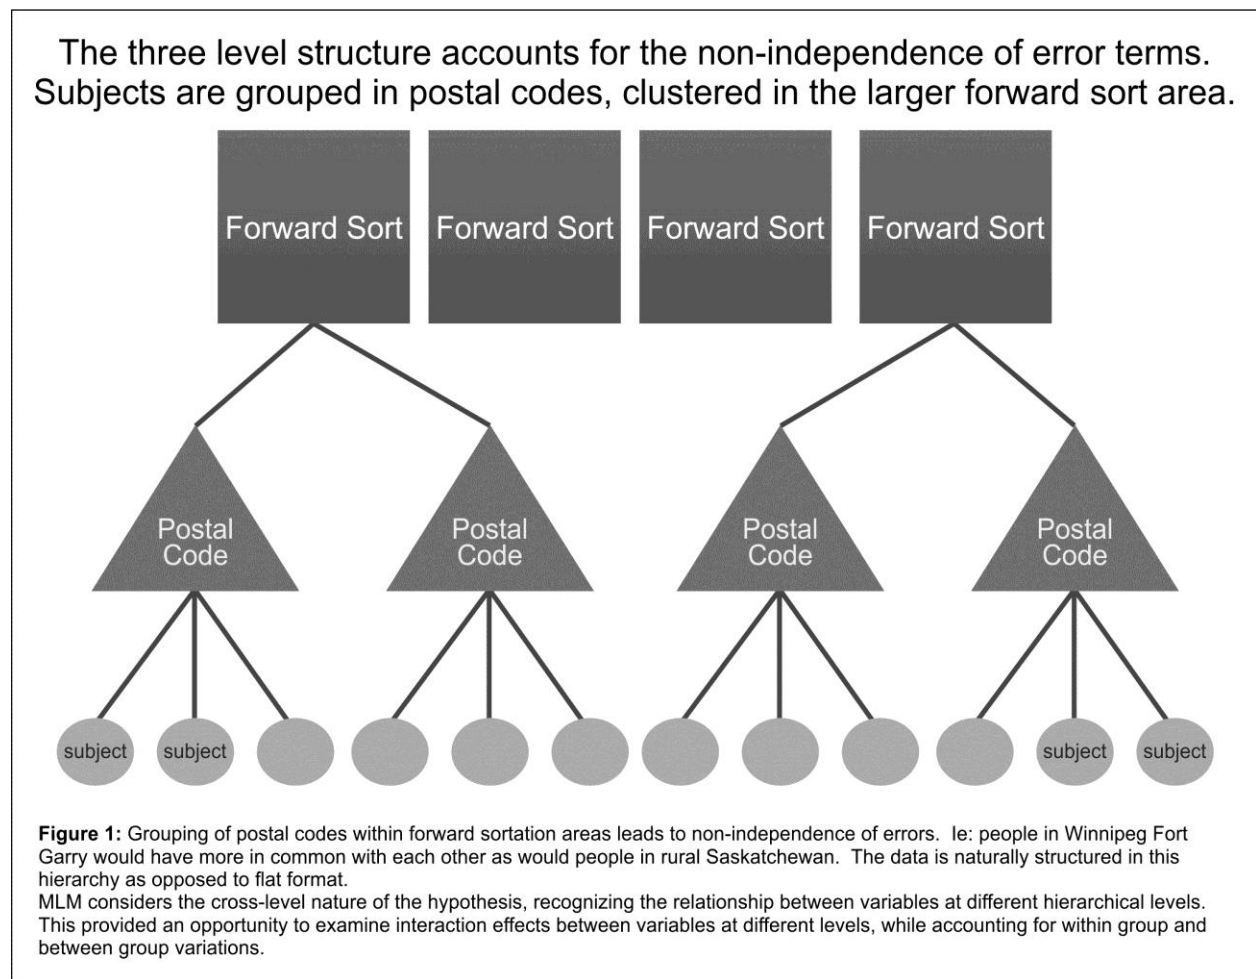 The three level structure accounts for the non-independence of error terms.
Subjects are grouped in postal codes, clustered in the larger forward sort area.
Forward Sort
Forward Sort
Forward Sort
Forward Sort
Postal
Code
Postal
Code
Postal
Code
Postal
Code
subject
subject
subject
subject
Figure 1: Grouping of postal codes within forward sortation areas leads to non-independence of errors. Ie: people in Winnipeg Fort
Garry would have more in common with each other as would people in rural Saskatchewan. The data is naturally structured in this
hierarchy as opposed to flat format.
MLM considers the cross-level nature of the hypothesis, recognizing the relationship between variables at different hierarchical levels.
This provided an opportunity to examine interaction effects between variables at different levels, while accounting for within group and
between group variations.